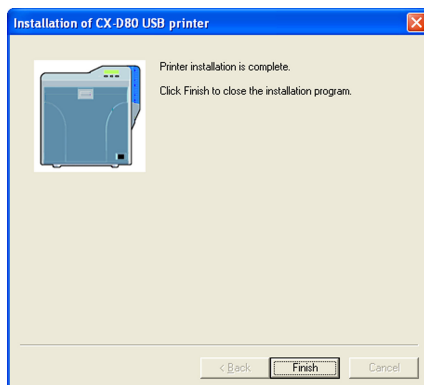 Installation of CX-D80 USB printer
Printer installation is complete.
Click Finish to close the installation program.
< Back
Finish
Cancel